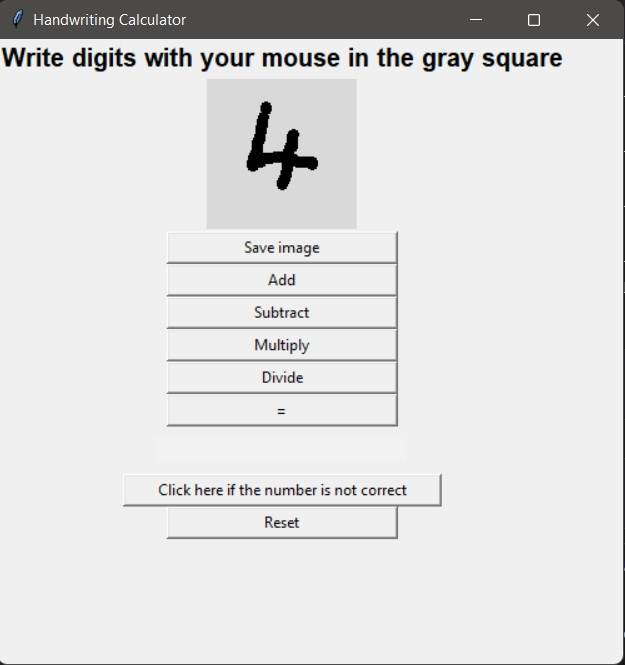 Handwriting Calculator
Write digits with your mouse in the gray square
4
Save image
Add
Subtract
Multiply
Divide
=
Click here if the number is not correct
Reset